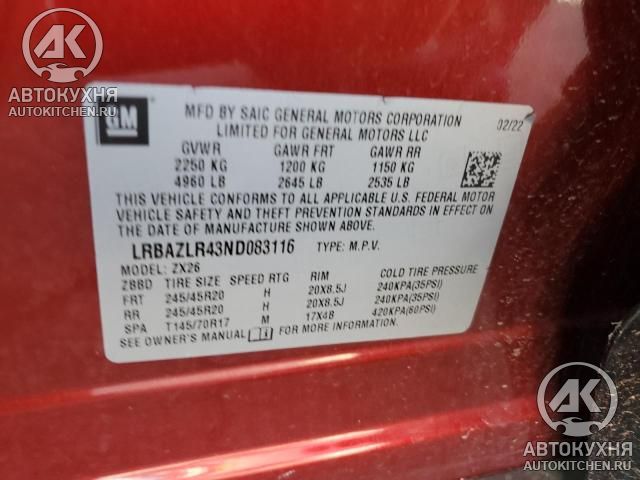 AK
АВТОКУХНЯ
AUTOKITCHEN.RU
GM
MFD BY SAIC GENERAL MOTORS CORPORATION
LIMITED FOR GENERAL MOTORS LLC
02/22
GVWR GAWR FRT GAWR RR
2250 KG 1200 KG 1150 KG
4960 LB 2645 LB 2535 LB
THIS VEHICLE CONFORMS TO ALL APPLICABLE U.S. FEDERAL MOTOR
VEHICLE SAFETY AND THEFT PREVENTION STANDARDS IN EFFECT ON
THE DATE OF MANUFACTURE SHOWN ABOVE.
LRBAZLR43ND083116 TYPE: M.P.V.
MODEL: ZX26
ZBBD TIRE SIZE SPEED RTG RIM COLD TIRE PRESSURE
FRT 245/45R20 H 20X8.5J 240KPA(35PSI)
RR 245/45R20 H 20X8.5J 240KPA(35PSI)
SPA T145/70R17 M 17X4B 420KPA(60PSI)
SEE OWNER'S MANUAL FOR MORE INFORMATION.
AK
АВТОКУХНЯ
AUTOKITCHEN.RU